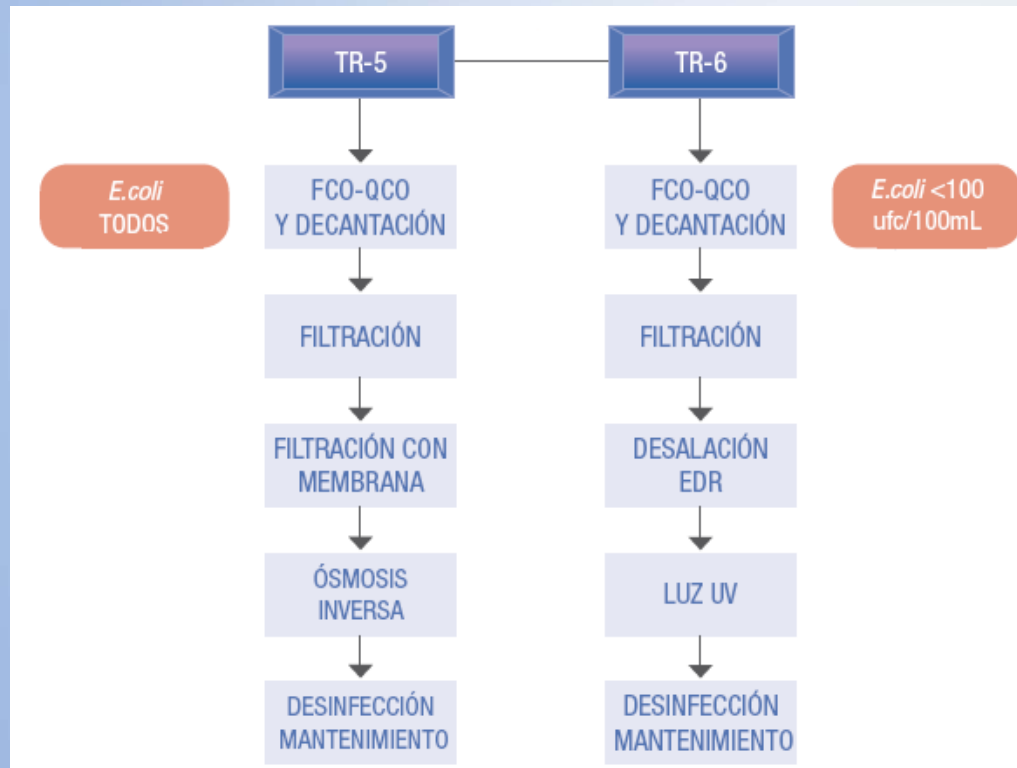 TR-5
TR-6
E.coli
TODOS
FCO-QCO
Y DECANTACIÓN
FCO-QCO
Y DECANTACIÓN
E.coli <100
ufc/100mL
FILTRACIÓN
FILTRACIÓN
FILTRACIÓN CON
MEMBRANA
DESALACIÓN
EDR
ÓSMOSIS
INVERSA
LUZ UV
DESINFECCIÓN
MANTENIMIENTO
DESINFECCIÓN
MANTENIMIENTO